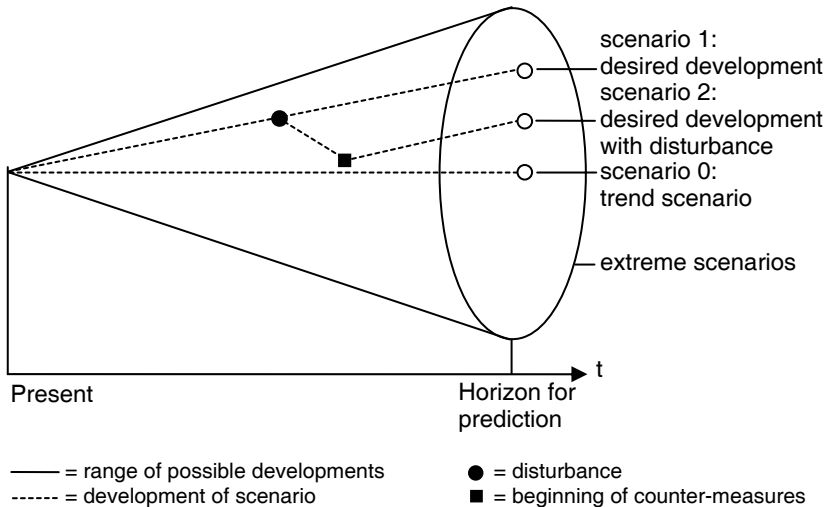 scenario 1:
desired development
scenario 2:
desired development
with disturbance
scenario 0:
trend scenario
extreme scenarios
t
Present
Horizon for
prediction
= range of possible developments
= development of scenario
= disturbance
= beginning of counter-measures